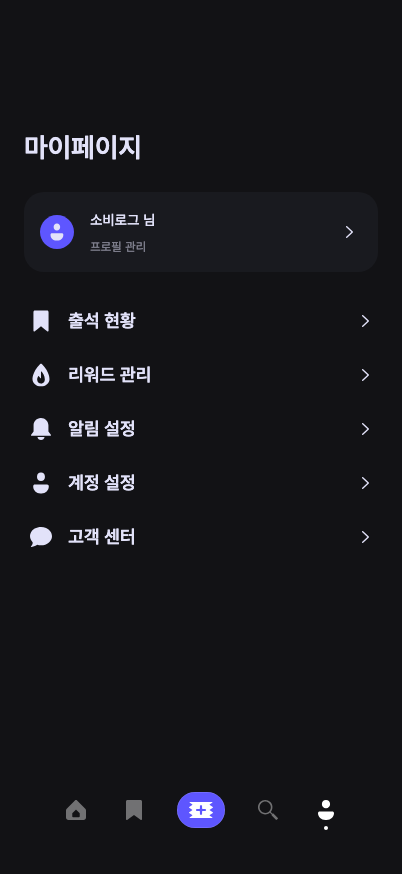 마이페이지
소비로그 님
프로필 관리
출석 현황
리워드 관리
알림 설정
계정 설정
고객 센터